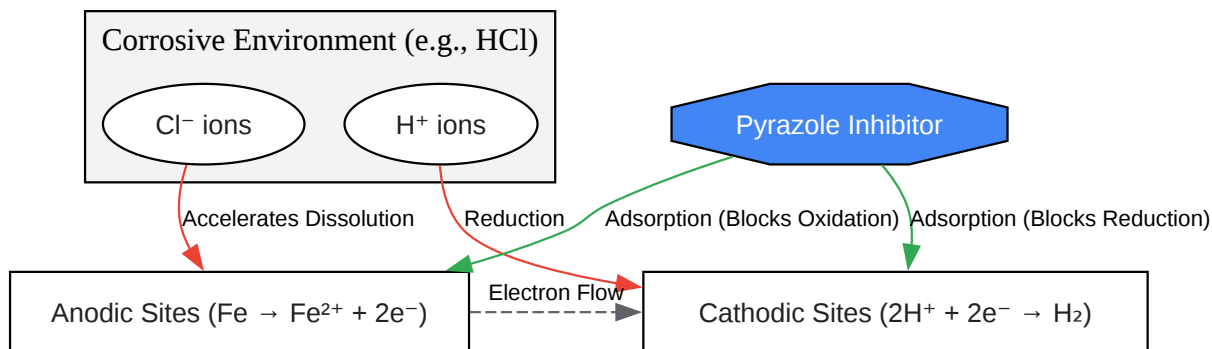 Corrosive Environment (e.g., HCl)
Cl⁻ ions
H⁺ ions
Pyrazole Inhibitor
Accelerates Dissolution
Reduction
Adsorption (Blocks Oxidation)
Adsorption (Blocks Reduction)
Electron Flow
Anodic Sites (Fe → Fe²⁺ + 2e⁻)
Cathodic Sites (2H⁺ + 2e⁻ → H₂)